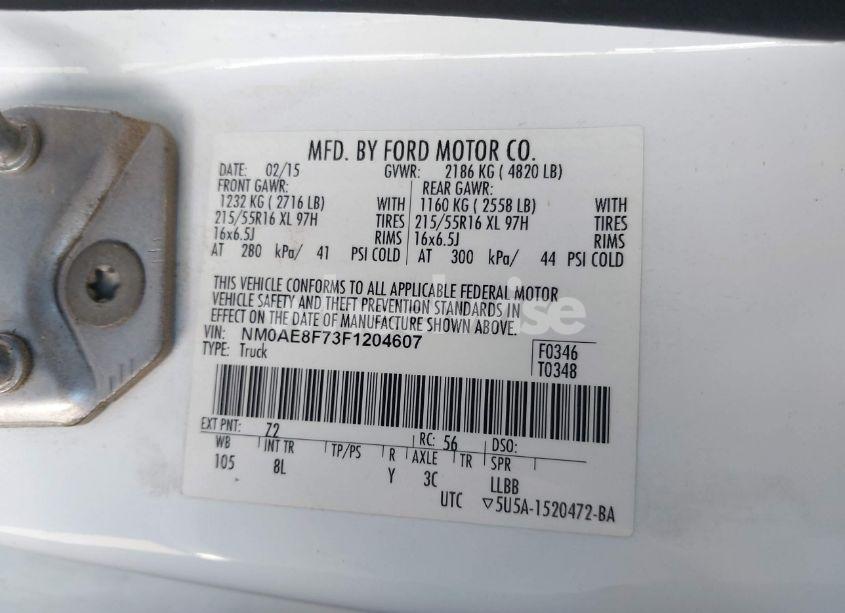 MFD. BY FORD MOTOR CO.
DATE: 02/15 GVWR: 2186 KG ( 4820 LB)
FRONT GAWR: REAR GAWR:
1232 KG ( 2716 LB) WITH 1160 KG ( 2558 LB) WITH
215/55R16 XL 97H TIRES 215/55R16 XL 97H TIRES
16x6.5J RIMS 16x6.5J RIMS
AT 280 kPa/ 41 PSI COLD AT 300 kPa/ 44 PSI COLD
THIS VEHICLE CONFORMS TO ALL APPLICABLE FEDERAL MOTOR
VEHICLE SAFETY AND THEFT PREVENTION STANDARDS IN
EFFECT ON THE DATE OF MANUFACTURE SHOWN ABOVE.
VIN: NM0AE8F73F1204607
TYPE: Truck
F0346
T0348
EXT PNT: Z2 RC: 56 DSO:
WB INT TR TP/PS R AXLE TR SPR
105 8L Y 3C LLBB
UTC ▽5U5A-1520472-BA